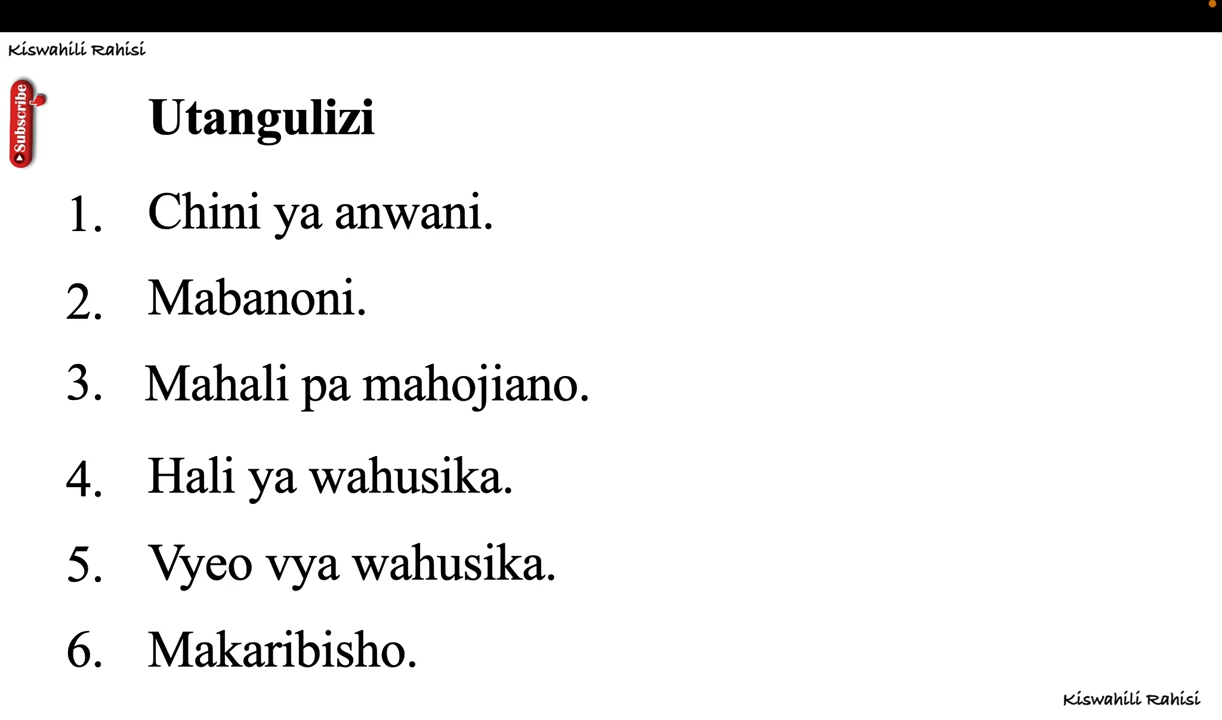 Kiswahili Rahisi
Subscribe
Utangulizi
1. Chini ya anwani.
2. Mabanoni.
3. Mahali pa mahojiano.
4. Hali ya wahusika.
5. Vyeo vya wahusika.
6. Makaribisho.
Kiswahili Rahisi